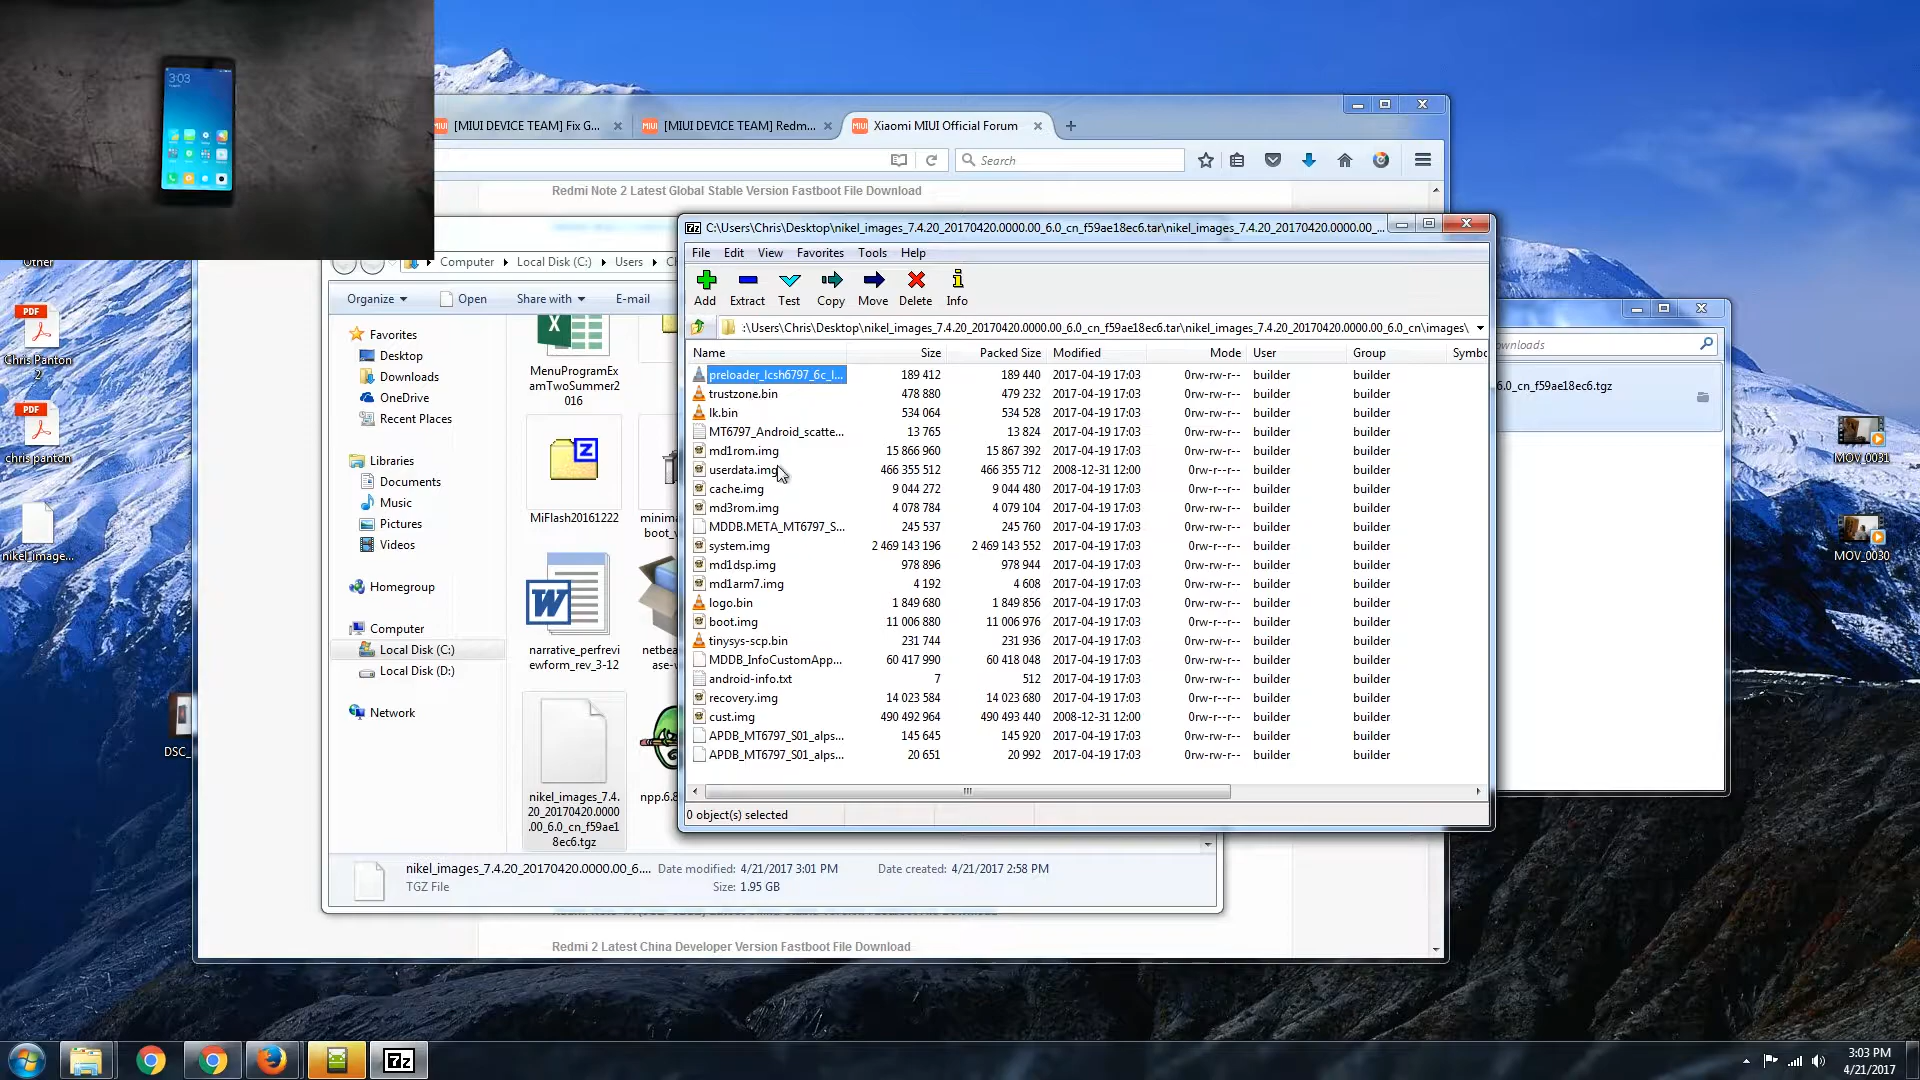 3:03
[MIUI DEVICE TEAM] Fix G...
[MIUI DEVICE TEAM] Redm...
Xiaomi MIUI Official Forum
Search
Redmi Note 2 Latest Global Stable Version Fastboot File Download
C:\Users\Chris\Desktop\nikel_images_7.4.20_20170420.0000.00_6.0_cn_f59ae18ec6.tar\nikel_images_7.4.20_20170420.0000.00_...
File Edit View Favorites Tools Help
Add Extract Test Copy Move Delete Info
:\Users\Chris\Desktop\nikel_images_7.4.20_20170420.0000.00_6.0_cn_f59ae18ec6.tar\nikel_images_7.4.20_20170420.0000.00_6.0_cn\images\
Name Size Packed Size Modified Mode User Group Symbo
preloader_lcsh6797_6c_l... 189 412 189 440 2017-04-19 17:03 0rw-rw-r-- builder builder
trustzone.bin 478 880 479 232 2017-04-19 17:03 0rw-rw-r-- builder builder
lk.bin 534 064 534 528 2017-04-19 17:03 0rw-rw-r-- builder builder
MT6797_Android_scatte... 13 765 13 824 2017-04-19 17:03 0rw-rw-r-- builder builder
md1rom.img 15 866 960 15 867 392 2017-04-19 17:03 0rw-rw-r-- builder builder
userdata.img 466 355 512 466 355 712 2008-12-31 12:00 0rw-r--r-- builder builder
cache.img 9 044 272 9 044 480 2017-04-19 17:03 0rw-r--r-- builder builder
md3rom.img 4 078 784 4 079 104 2017-04-19 17:03 0rw-rw-r-- builder builder
MDDB.META_MT6797_S... 245 537 245 760 2017-04-19 17:03 0rw-rw-r-- builder builder
system.img 2 469 143 196 2 469 143 552 2017-04-19 17:03 0rw-r--r-- builder builder
md1dsp.img 978 896 978 944 2017-04-19 17:03 0rw-rw-r-- builder builder
md1arm7.img 4 192 4 608 2017-04-19 17:03 0rw-rw-r-- builder builder
logo.bin 1 849 680 1 849 856 2017-04-19 17:03 0rw-rw-r-- builder builder
boot.img 11 006 880 11 006 976 2017-04-19 17:03 0rw-rw-r-- builder builder
tinysys-scp.bin 231 744 231 936 2017-04-19 17:03 0rw-rw-r-- builder builder
MDDB_InfoCustomApp... 60 417 990 60 418 048 2017-04-19 17:03 0rw-rw-r-- builder builder
android-info.txt 7 512 2017-04-19 17:03 0rw-rw-r-- builder builder
recovery.img 14 023 584 14 023 680 2017-04-19 17:03 0rw-r--r-- builder builder
cust.img 490 492 964 490 493 440 2008-12-31 12:00 0rw-r--r-- builder builder
APDB_MT6797_S01_alps... 145 645 145 920 2017-04-19 17:03 0rw-rw-r-- builder builder
APDB_MT6797_S01_alps... 20 651 20 992 2017-04-19 17:03 0rw-rw-r-- builder builder
0 object(s) selected
Computer Local Disk (C:) Users Ch
Organize Open Share with E-mail
Favorites
Desktop
Downloads
OneDrive
Recent Places
Libraries
Documents
Music
Pictures
Videos
Homegroup
Computer
Local Disk (C:)
Local Disk (D:)
Network
MenuProgramEx
amTwoSummer2
016
MiFlash20161222
minima
boot_v
narrative_perfrevi
ewform_rev_3-12
netbea
ase-w
nikel_images_7.4.
20_20170420.0000
.00_6.0_cn_f59ae1
8ec6.tgz
npp.6.8
nikel_images_7.4.20_20170420.0000.00_6.... Date modified: 4/21/2017 3:01 PM Date created: 4/21/2017 2:58 PM
TGZ File Size: 1.95 GB
Redmi 2 Latest China Developer Version Fastboot File Download
ownloads
6.0_cn_f59ae18ec6.tgz
Other
PDF
Chris Panton
2
PDF
chris panton
nikel_image...
DSC_
MOV_0031
MOV_0030
7z
3:03 PM
4/21/2017